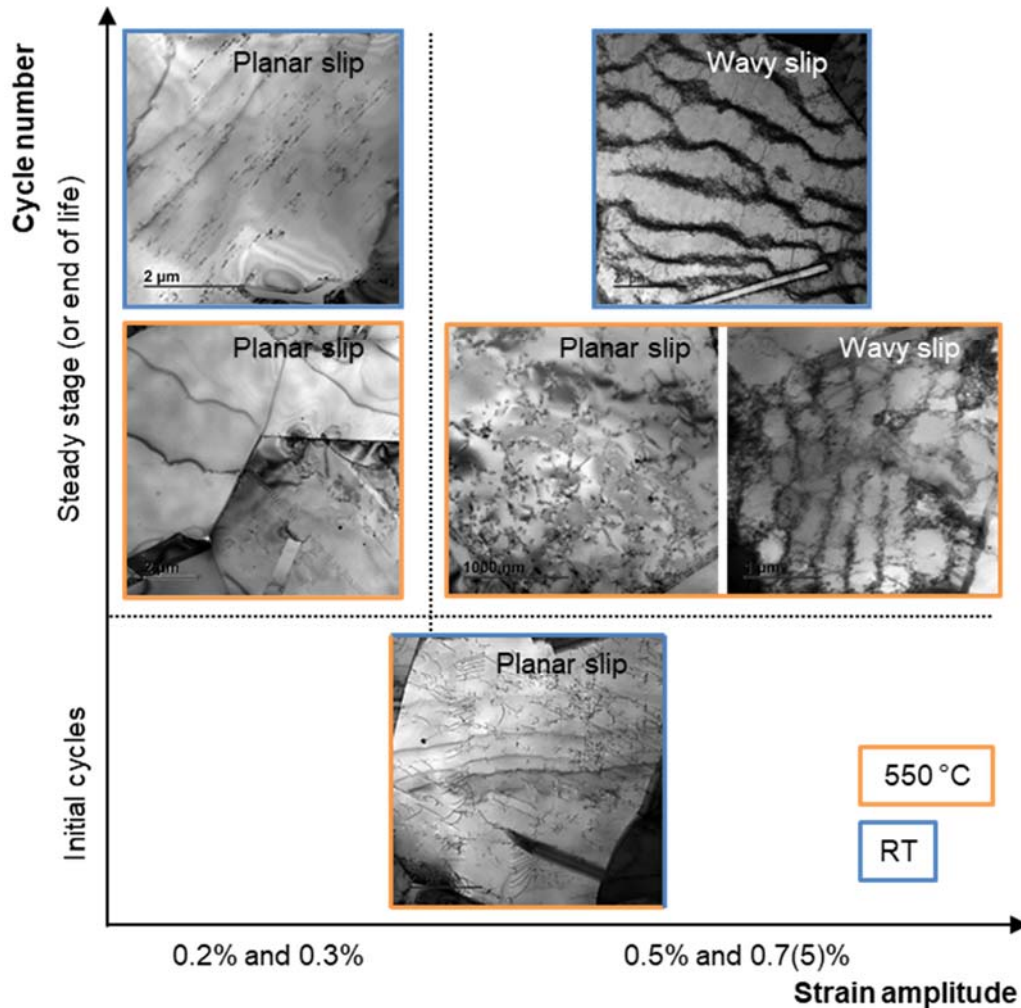 Cycle number
Steady stage (or end of life)
Initial cycles
Planar slip
2 µm
Wavy slip
Planar slip
2 µm
Planar slip
1000 nm
Wavy slip
Planar slip
550 °C
RT
0.2% and 0.3%
0.5% and 0.7(5)%
Strain amplitude